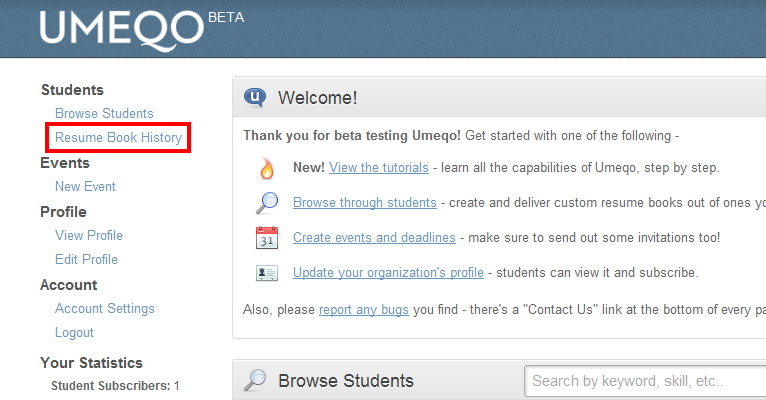 UMEQO BETA
Students
Browse Students
Resume Book History
Events
New Event
Profile
View Profile
Edit Profile
Account
Account Settings
Logout
Your Statistics
Student Subscribers: 1
u Welcome!
Thank you for beta testing Umeqo! Get started with one of the following -
New! View the tutorials - learn all the capabilities of Umeqo, step by step.
Browse through students - create and deliver custom resume books out of ones yo
31 Create events and deadlines - make sure to send out some invitations too!
Update your organization's profile - students can view it and subscribe.
Also, please report any bugs you find - there's a "Contact Us" link at the bottom of every pa
Browse Students
Search by keyword, skill, etc..